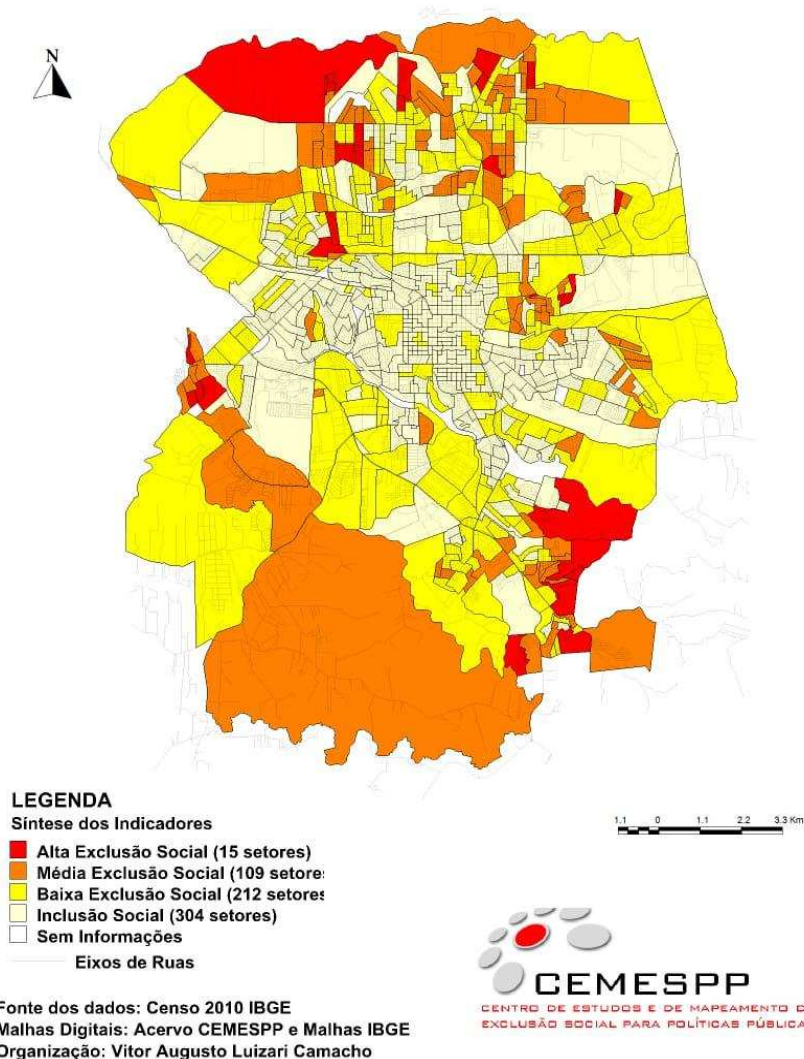 N
LEGENDA
Síntese dos Indicadores
Alta Exclusão Social (15 setores)
Média Exclusão Social (109 setores
Baixa Exclusão Social (212 setores
Inclusão Social (304 setores)
Sem Informações
Eixos de Ruas
1.1 0 1.1 2.2 3.3 Km
CEMESPP
CENTRO DE ESTUDOS E DE MAPEAMENTO D
EXCLUSÃO SOCIAL PARA POLÍTICAS PÚBLICA
Fonte dos dados: Censo 2010 IBGE
Malhas Digitais: Acervo CEMESPP e Malhas IBGE
Organização: Vitor Augusto Luizari Camacho